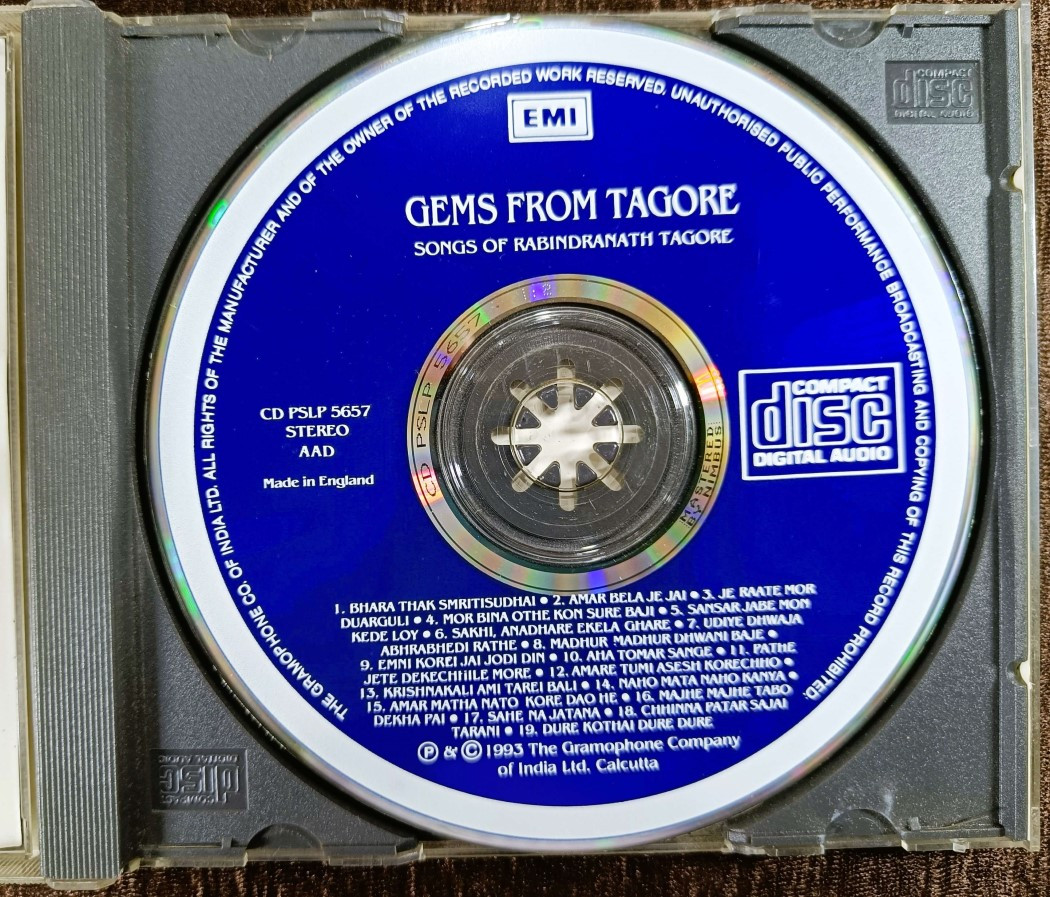 THE GRAMOPHONE CO. OF INDIA LTD. ALL RIGHTS OF THE MANUFACTURER AND OF THE OWNER OF THE RECORDED WORK RESERVED. UNAUTHORISED PUBLIC PERFORMANCE BROADCASTING AND COPYING OF THIS RECORD PROHIBITED.
EMI
GEMS FROM TAGORE
SONGS OF RABINDRANATH TAGORE
COMPACT
disc
DIGITAL AUDIO
CD PSLP 5657
STEREO
AAD
Made in England
CD PSLP 5657 1:2
MASTERED
BY NIMBUS
COMPACT
disc
DIGITAL AUDIO
1. BHARA THAK SMRITISUDHAI • 2. AMAR BELA JE JAI • 3. JE RAATE MOR
DUARGULI • 4. MOR BINA OTHE KON SURE BAJI • 5. SANSAR JABE MON
KEDE LOY • 6. SAKHI, ANADHARE EKELA GHARE • 7. UDIYE DHWAJA
ABHRABHEDI RATHE • 8. MADHUR MADHUR DHWANI BAJE •
9. EMNI KOREI JAI JODI DIN • 10. AHA TOMAR SANGE • 11. PATHE
JETE DEKECHHILE MORE • 12. AMARE TUMI ASESH KORECHHO •
13. KRISHNAKALI AMI TAREI BALI • 14. NAHO MATA NAHO KANYA •
15. AMAR MATHA NATO KORE DAO HE • 16. MAJHE MAJHE TABO
DEKHA PAI • 17. SAHE NA JATANA • 18. CHHINNA PATAR SAJAI
TARANI • 19. DURE KOTHAI DURE DURE
Ⓟ & © 1993 The Gramophone Company
of India Ltd. Calcutta
COMPACT
disc
DIGITAL AUDIO